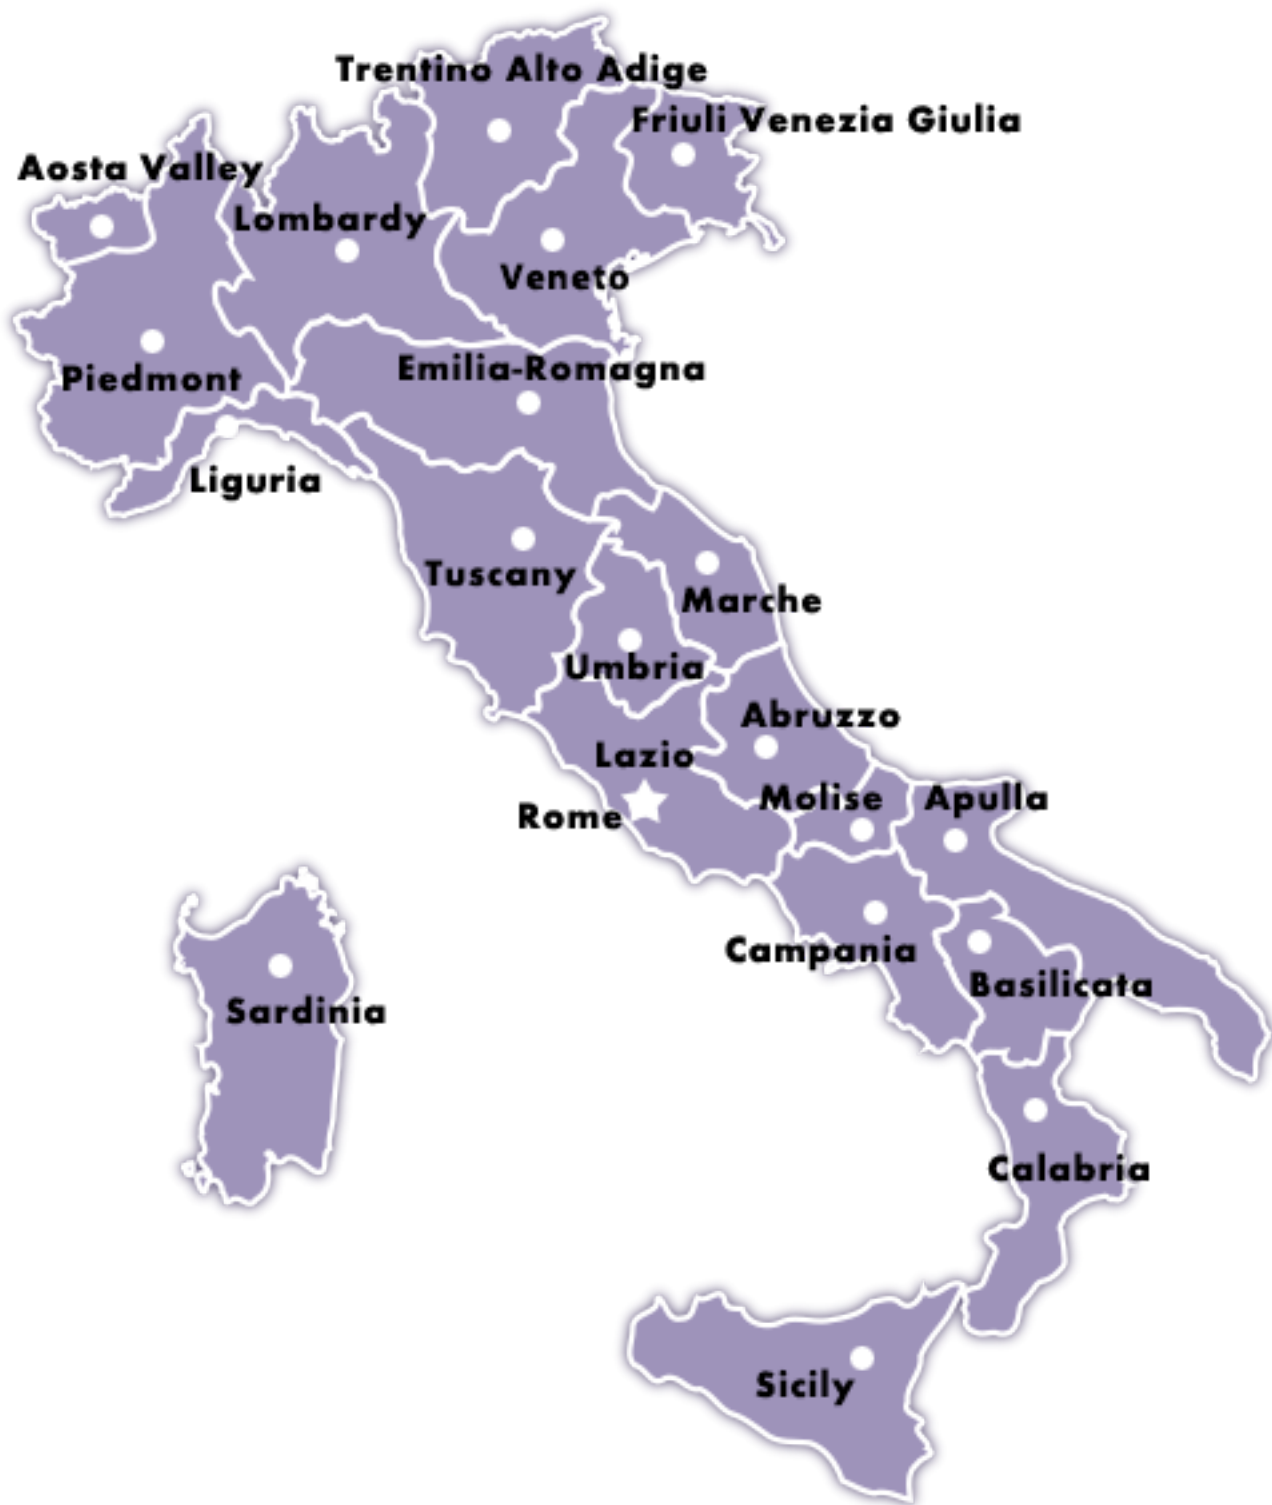 Trentino Alto Adige
Friuli Venezia Giulia
Aosta Valley
Lombardy
Veneto
Emilia-Romagna
Piedmont
Liguria
Tuscany
Marche
Umbria
Abruzzo
Lazio
Molise
Apulla
Rome
Campania
Basilicata
Sardinia
Calabria
Sicily